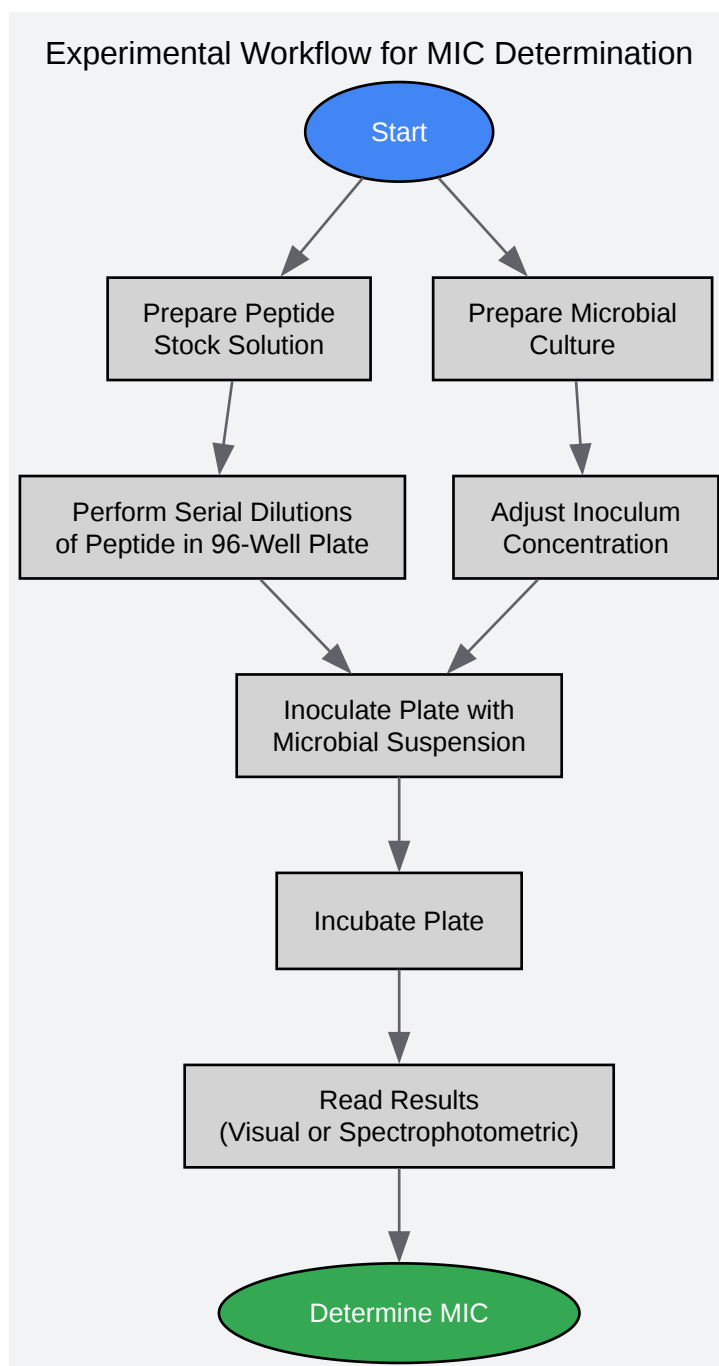 Experimental Workflow for MIC Determination
Start
Prepare Peptide
Stock Solution
Prepare Microbial
Culture
Perform Serial Dilutions
of Peptide in 96-Well Plate
Adjust Inoculum
Concentration
Inoculate Plate with
Microbial Suspension
Incubate Plate
Read Results
(Visual or Spectrophotometric)
Determine MIC